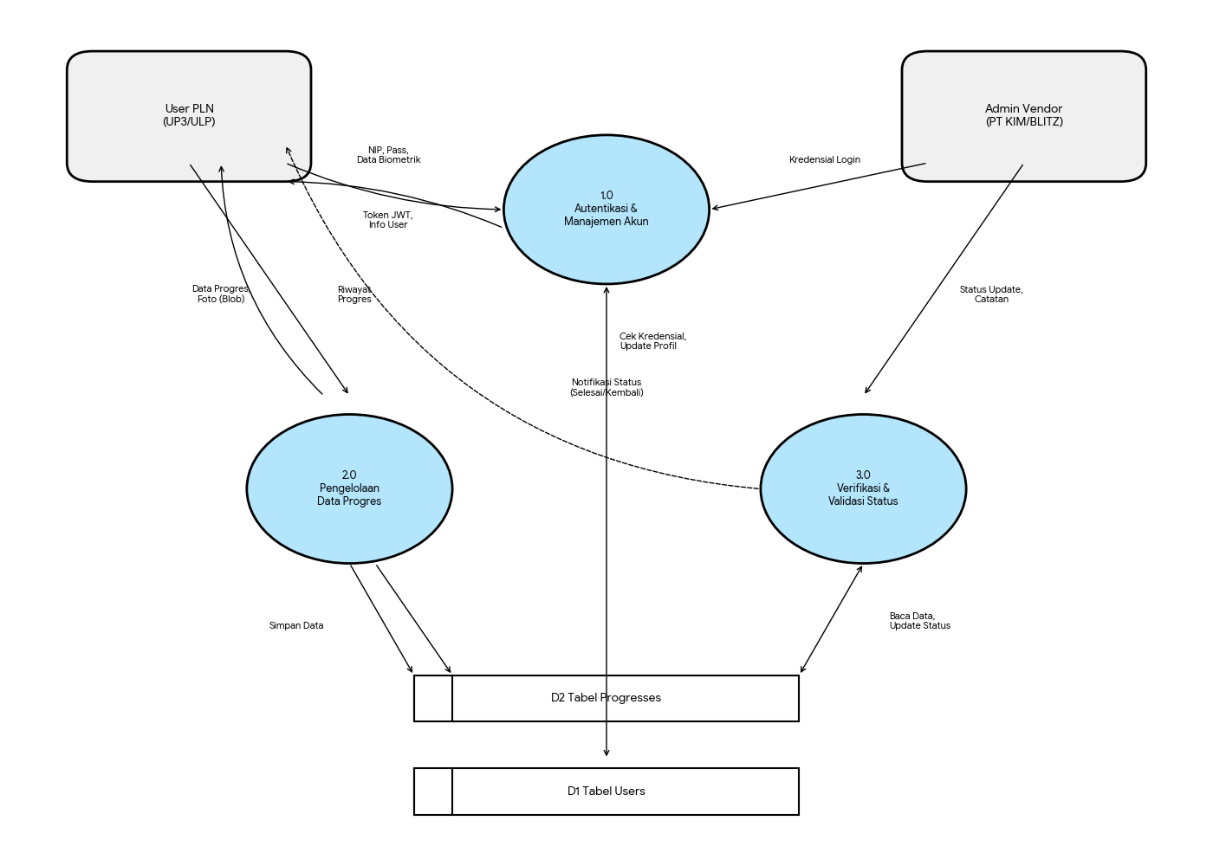 User PLN
(UP3/ULP)
Admin Vendor
(PT KIM/BLITZ)
NIP, Pass,
Data Biometrik
Kredensial Login
1.0
Autentikasi &
Manajemen Akun
Token JWT,
Info User
Data Progres
Foto (Blob)
Riwayat
Progres
Status Update,
Catatan
Cek Kredensial,
Update Profil
Notifikasi Status
(Selesai/Kembali)
2.0
Pengelolaan
Data Progres
3.0
Verifikasi &
Validasi Status
Simpan Data
Baca Data,
Update Status
D2 Tabel Progresses
D1 Tabel Users